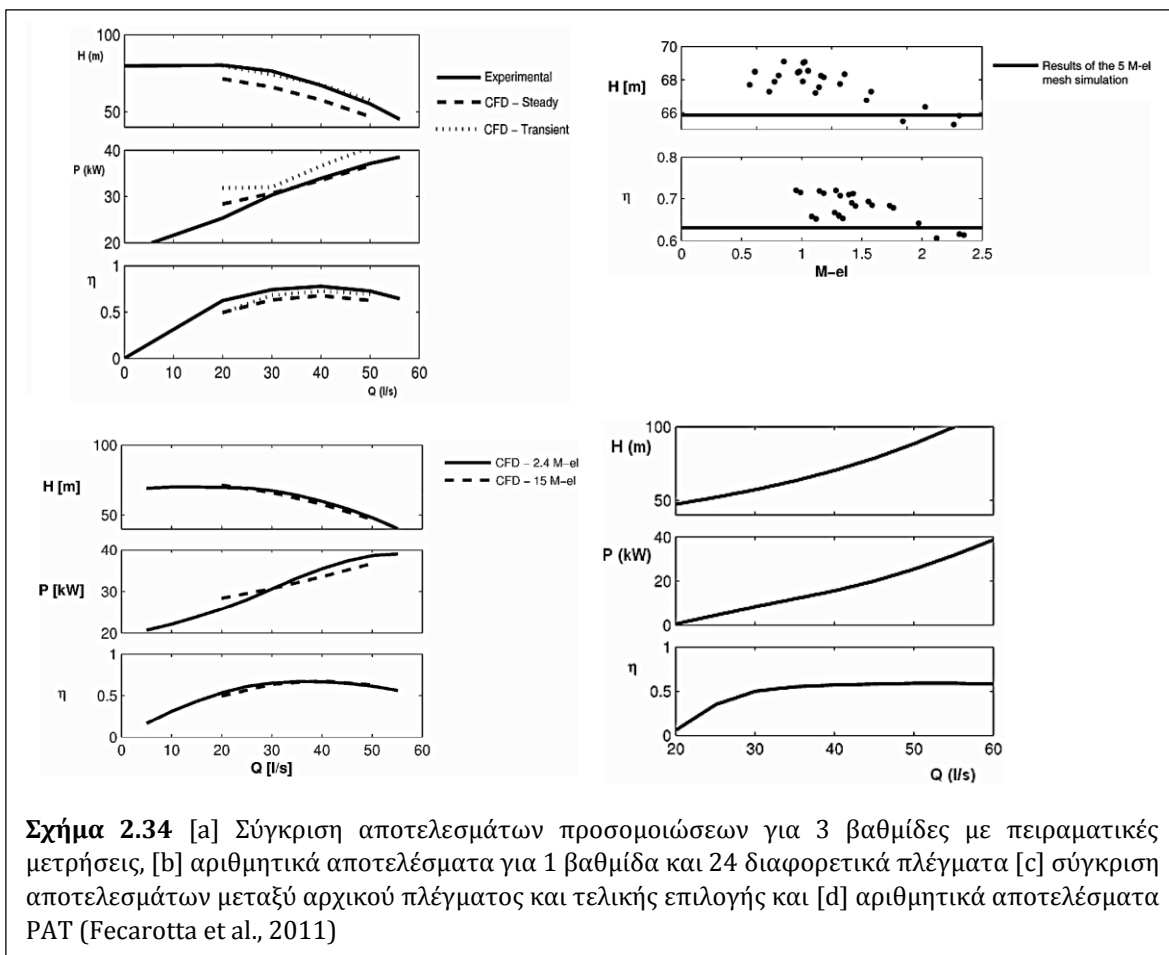 100
H (m)
50
Experimental
CFD – Steady
CFD – Transient
40
P (kW)
30
20
1
η
0.5
0
0 10 20 30 40 50 60
Q (l/s)
70
H [m]
68
66
Results of the 5 M-el
mesh simulation
0.8
η
0.7
0.6
0 0.5 1 1.5 2 2.5
M-el
100
H [m]
50
CFD – 2.4 M-el
CFD – 15 M-el
40
P [kW]
30
20
1
η
0.5
0
0 10 20 30 40 50 60
Q [l/s]
100
H (m)
50
40
P (kW)
20
0
1
η
0.5
0
20 30 40 50 60
Q (l/s)
Σχήμα 2.34 [a] Σύγκριση αποτελεσμάτων προσομοιώσεων για 3 βαθμίδες με πειραματικές
μετρήσεις, [b] αριθμητικά αποτελέσματα για 1 βαθμίδα και 24 διαφορετικά πλέγματα [c] σύγκριση
αποτελεσμάτων μεταξύ αρχικού πλέγματος και τελικής επιλογής και [d] αριθμητικά αποτελέσματα
PAT (Fecarotta et al., 2011)